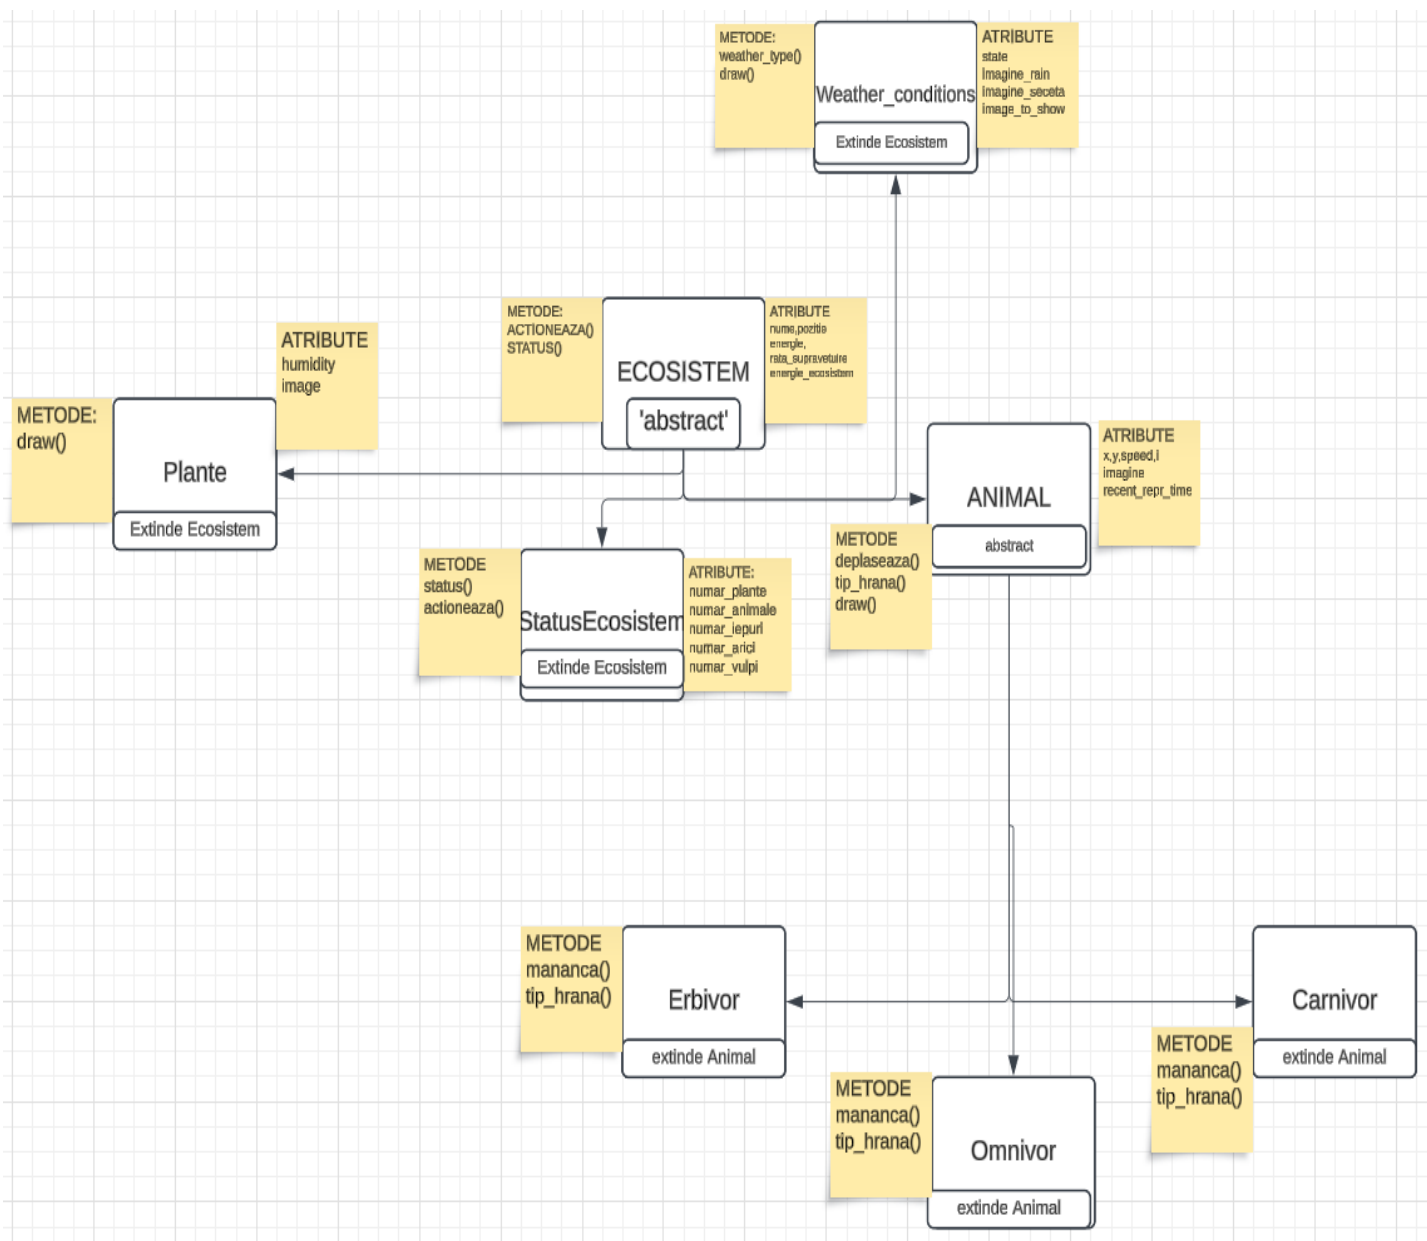 METODE:
weather_type()
draw()
Weather_conditions
Extinde Ecosistem
ATRIBUTE
state
Imagine_rain
imagine_seceta
image_to_show
METODE:
ACTIONEAZA()
STATUS()
ECOSISTEM
'abstract'
ATRIBUTE
nume,pozitie
energie,
rata_supravetuire
energie_ecosistem
ATRIBUTE
humidity
image
METODE:
draw()
Plante
Extinde Ecosistem
ATRIBUTE
x,y,speed,i
imagine
recent_repr_time
ANIMAL
abstract
METODE
deplaseaza()
tip_hrana()
draw()
METODE
status()
actioneaza()
StatusEcosistem
Extinde Ecosistem
ATRIBUTE:
numar_plante
numar_animale
numar_iepuri
numar_arici
numar_vulpi
METODE
mananca()
tip_hrana()
Erbivor
extinde Animal
METODE
mananca()
tip_hrana()
Omnivor
extinde Animal
METODE
mananca()
tip_hrana()
Carnivor
extinde Animal